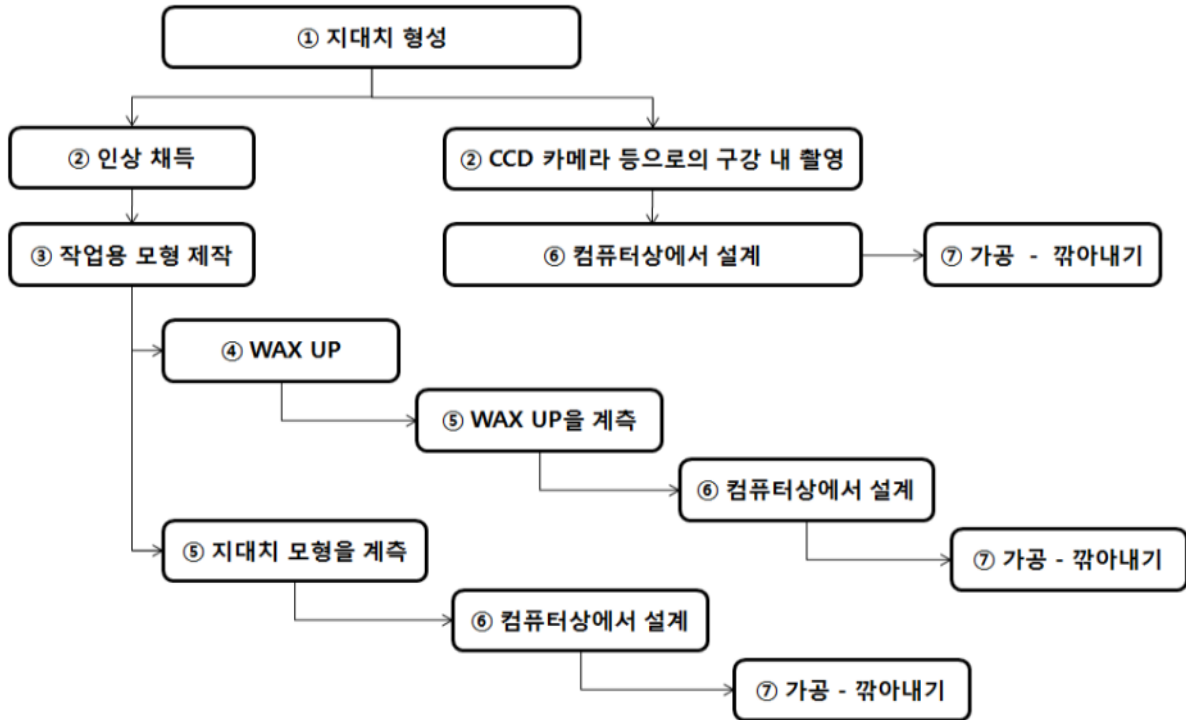 ① 지대치 형성
② 인상 채득
② CCD 카메라 등으로의 구강 내 촬영
③ 작업용 모형 제작
⑥ 컴퓨터상에서 설계
⑦ 가공 - 깎아내기
④ WAX UP
⑤ WAX UP을 계측
⑥ 컴퓨터상에서 설계
⑤ 지대치 모형을 계측
⑦ 가공 - 깎아내기
⑥ 컴퓨터상에서 설계
⑦ 가공 - 깎아내기